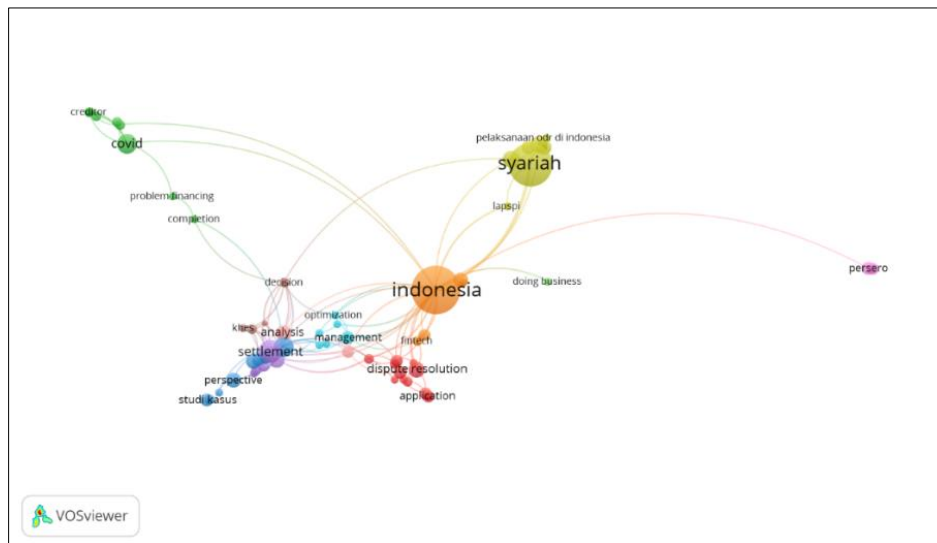 creditor
covid
pelaksanaan odr di indonesia
syariah
problem financing
lapspi
completion
persero
decision
doing business
indonesia
optimization
khes
analysis
management
fintech
settlement
dispute resolution
perspective
studi kasus
application
VOSviewer